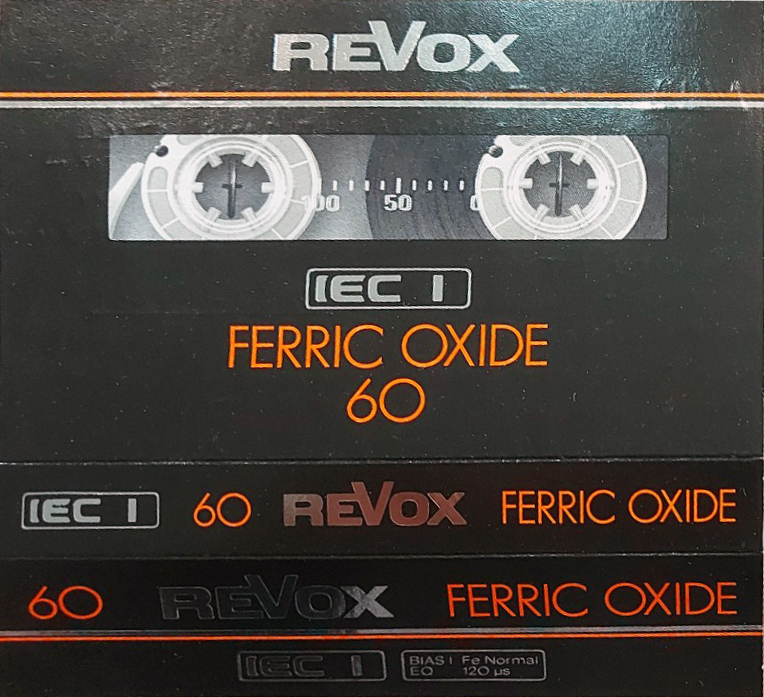 REVOX
100 50 0
IEC I
FERRIC OXIDE
60
IEC I 60 REVOX FERRIC OXIDE
60 REVOX FERRIC OXIDE
IEC I BIAS I Fe Normal
EQ 120 µs